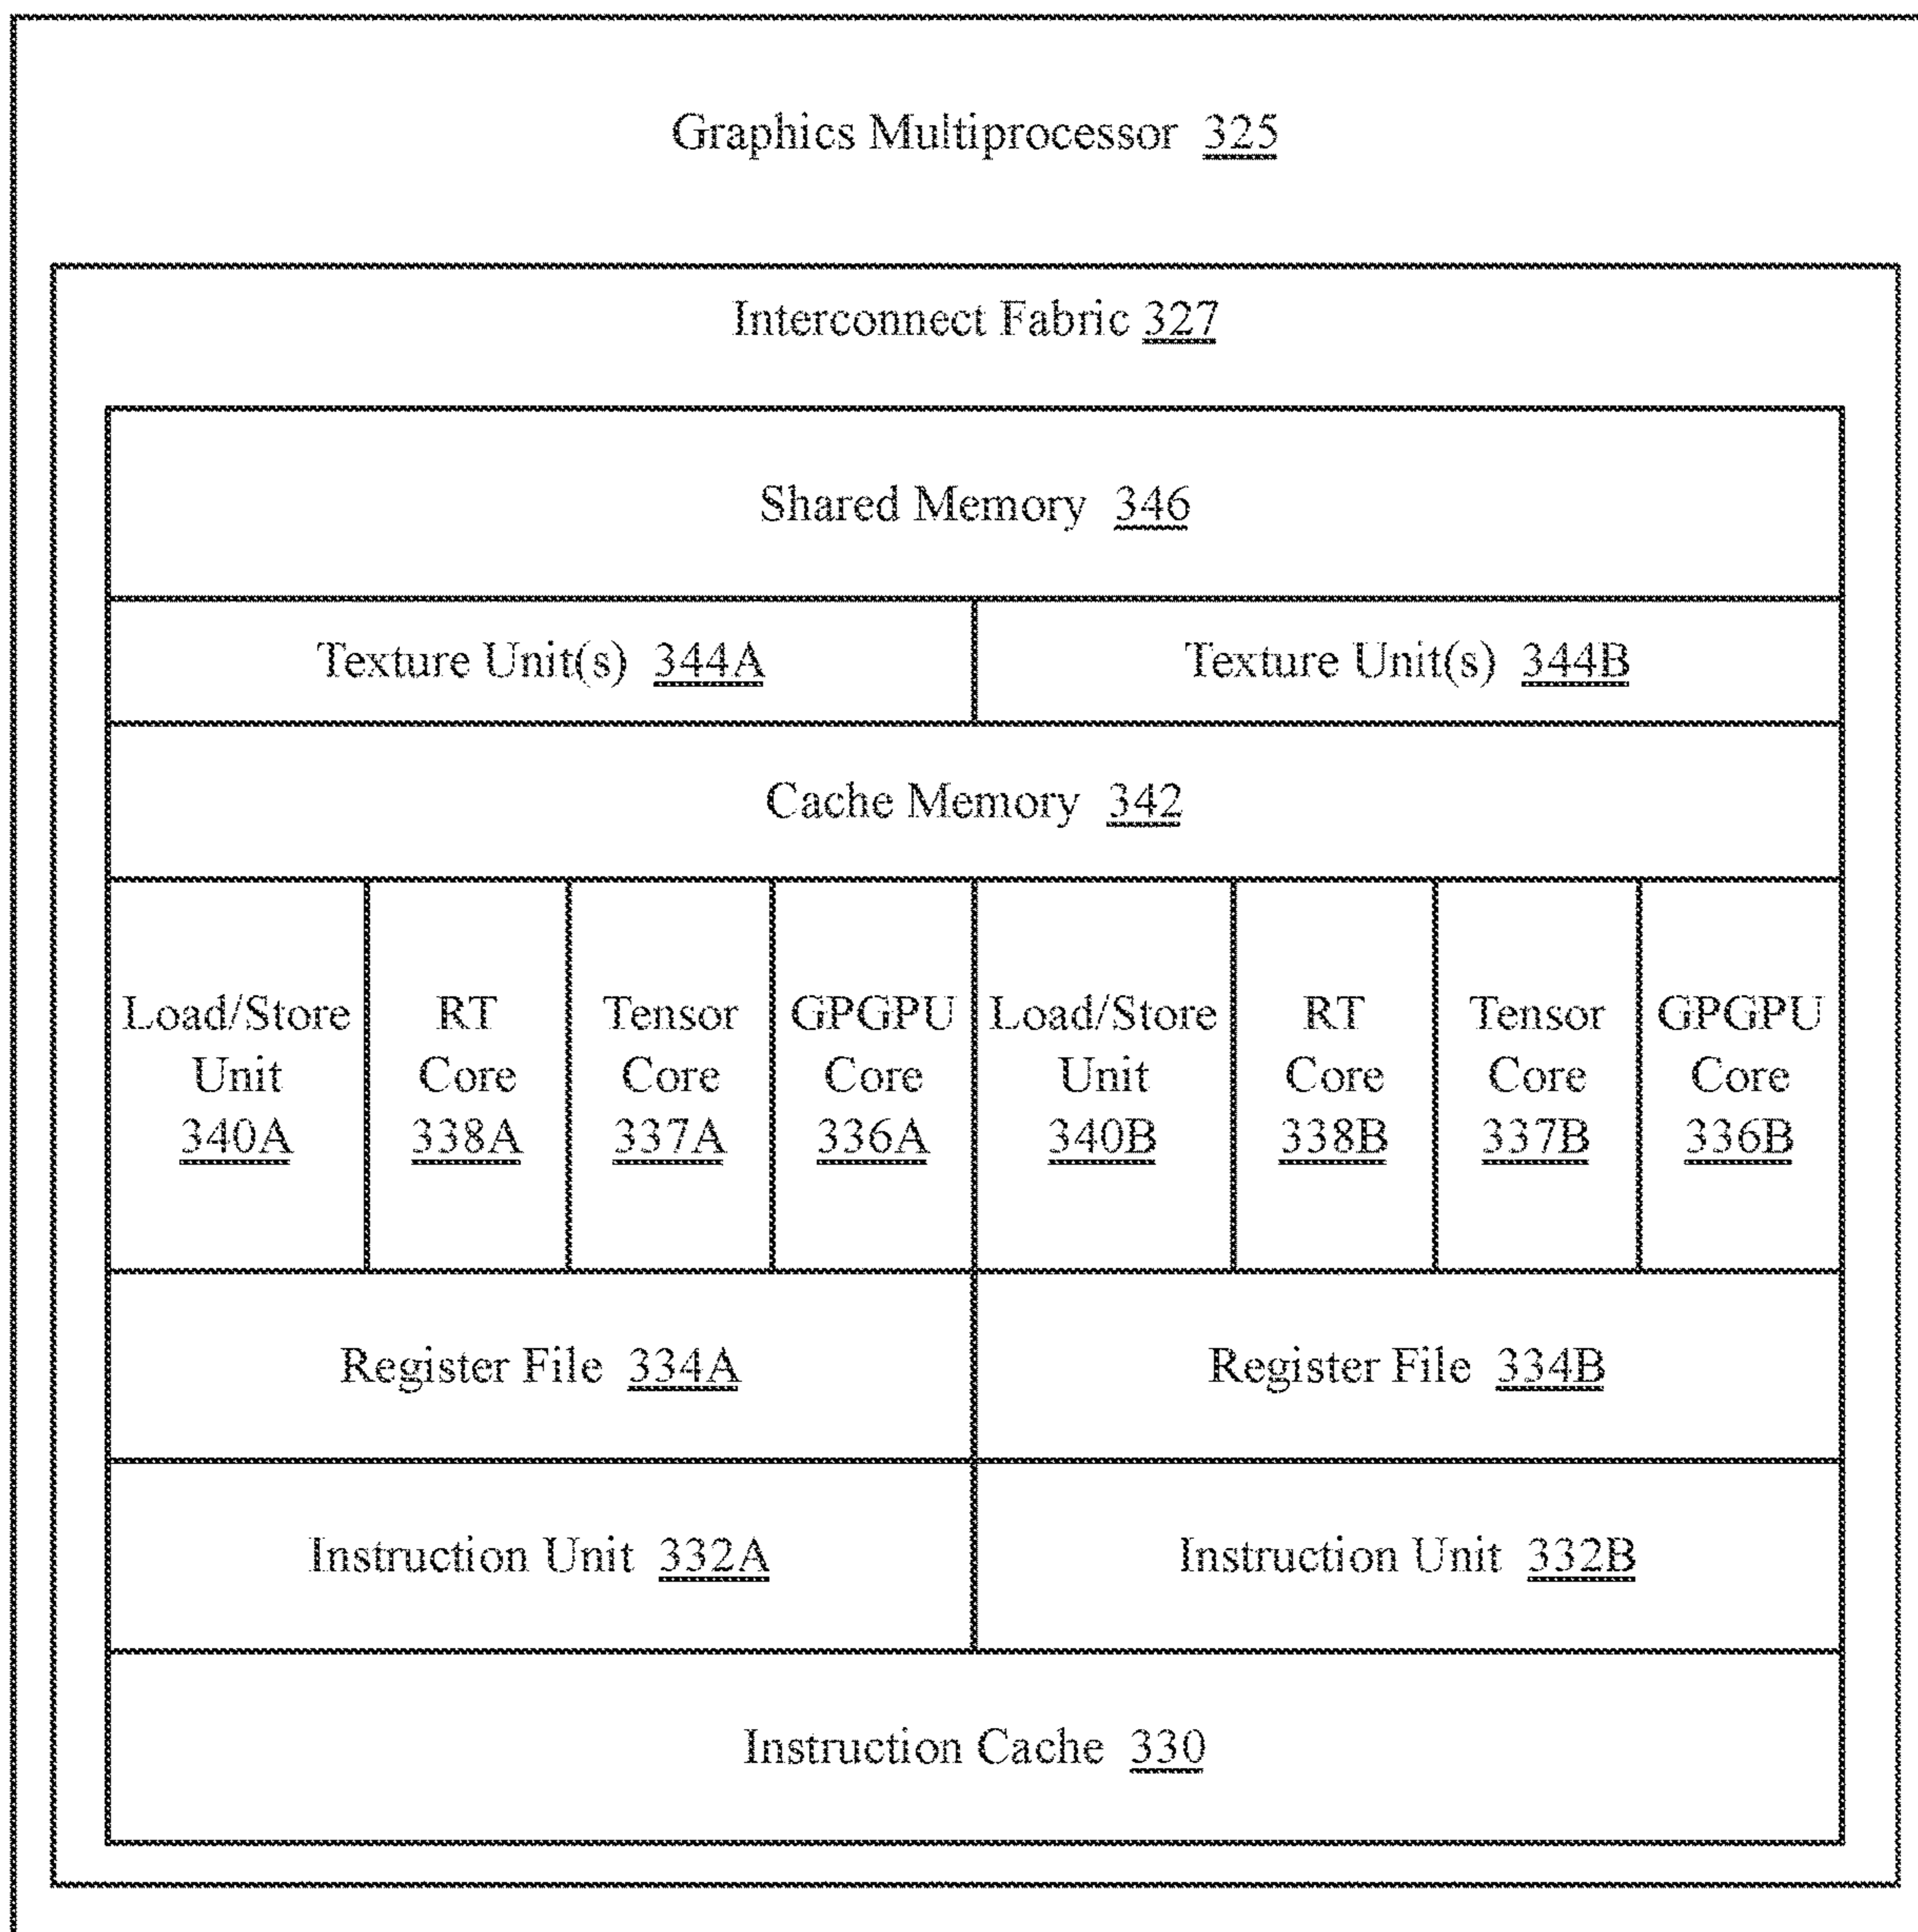 Graphics Multiprocessor 325
Interconnect Fabric 327
Shared Memory 346
Texture Unit(s) 344A
Texture Unit(s) 344B
Cache Memory 342
Load/Store
Unit
340A
RT
Core
338A
Tensor
Core
337A
GPGPU
Core
336A
Load/Store
Unit
340B
RT
Core
338B
Tensor
Core
337B
GPGPU
Core
336B
Register File 334A
Register File 334B
Instruction Unit 332A
Instruction Unit 332B
Instruction Cache 330